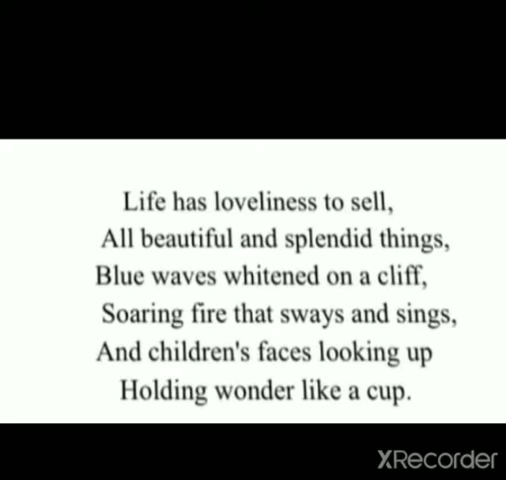 Life has loveliness to sell,
All beautiful and splendid things,
Blue waves whitened on a cliff,
Soaring fire that sways and sings,
And children's faces looking up
Holding wonder like a cup.
XRecorder